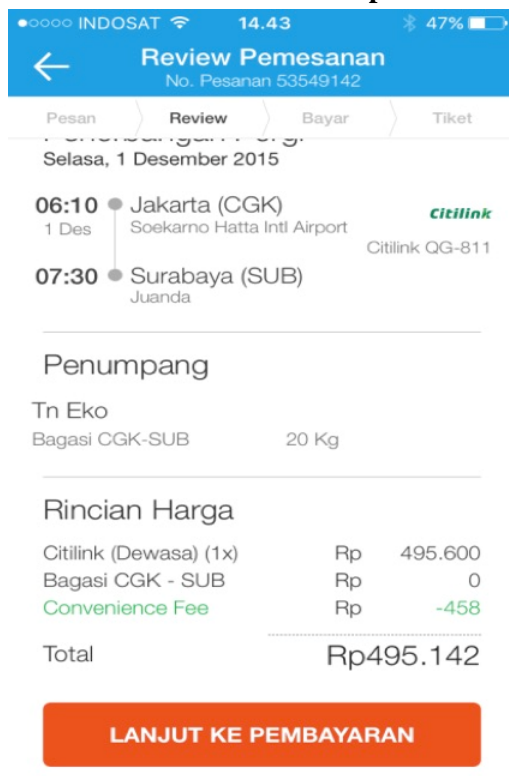 INDOSAT 14.43 47%
Review Pemesanan
No. Pesanan 53549142
Pesan Review Bayar Tiket
Selasa, 1 Desember 2015
06:10 Jakarta (CGK) Citilink
1 Des Soekarno Hatta Intl Airport
Citilink QG-811
07:30 Surabaya (SUB)
Juanda
Penumpang
Tn Eko
Bagasi CGK-SUB 20 Kg
Rincian Harga
Citilink (Dewasa) (1x) Rp 495.600
Bagasi CGK - SUB Rp 0
Convenience Fee Rp -458
Total Rp495.142
LANJUT KE PEMBAYARAN